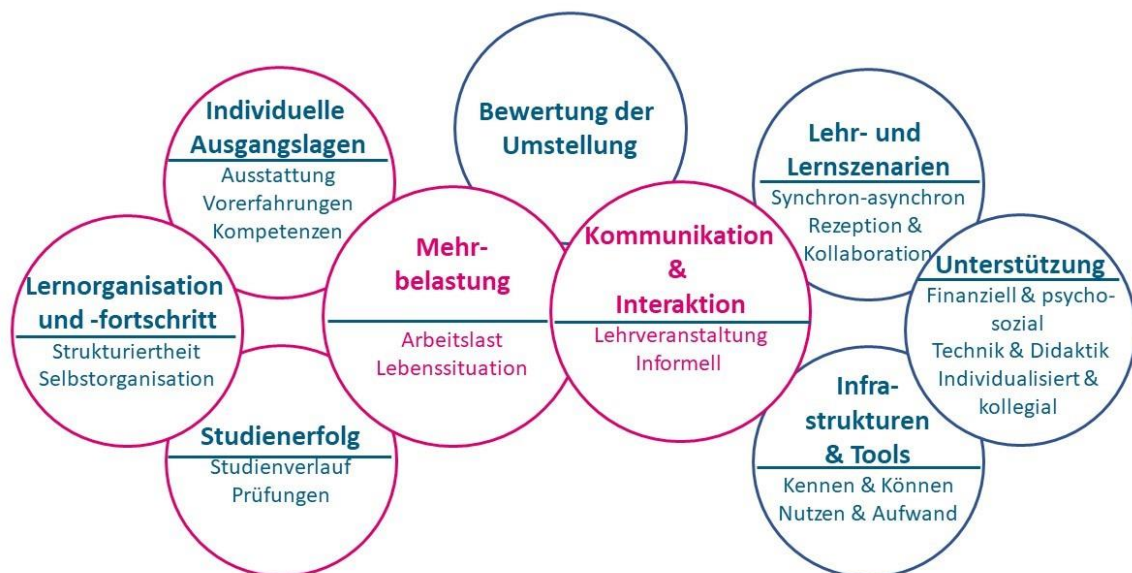 Individuelle
Ausgangslagen
Ausstattung
Vorerfahrungen
Kompetenzen
Bewertung der
Umstellung
Lehr- und
Lernszenarien
Synchron-asynchron
Rezeption &
Kollaboration
Lernorganisation
und -fortschritt
Strukturiertheit
Selbstorganisation
Mehr-
belastung
Arbeitslast
Lebenssituation
Kommunikation
&
Interaktion
Lehrveranstaltung
Informell
Unterstützung
Finanziell & psycho-
sozial
Technik & Didaktik
Individualisiert &
kollegial
Studienerfolg
Studienverlauf
Prüfungen
Infra-
strukturen
& Tools
Kennen & Können
Nutzen & Aufwand